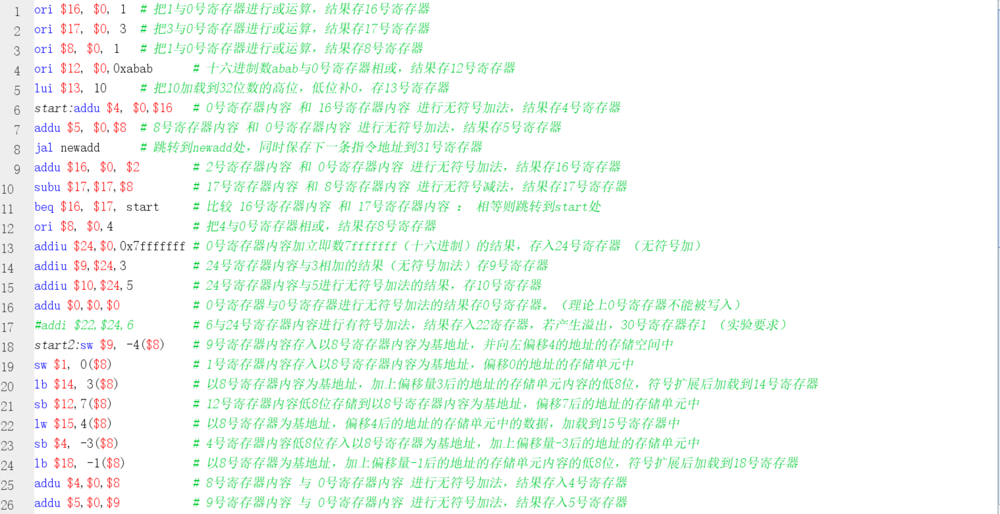 1 ori $16, $0, 1 # 把1与0号寄存器进行或运算，结果存16号寄存器
2 ori $17, $0, 3 # 把3与0号寄存器进行或运算，结果存17号寄存器
3 ori $8, $0, 1 # 把1与0号寄存器进行或运算，结果存8号寄存器
4 ori $12, $0,0xabab # 十六进制数abab与0号寄存器相或，结果存12号寄存器
5 lui $13, 10 # 把10加载到32位数的高位，低位补0，存13号寄存器
6 start:addu $4, $0,$16 # 0号寄存器内容 和 16号寄存器内容 进行无符号加法，结果存4号寄存器
7 addu $5, $0,$8 # 8号寄存器内容 和 0号寄存器内容 进行无符号加法，结果存5号寄存器
8 jal newadd # 跳转到newadd处，同时保存下一条指令地址到31号寄存器
9 addu $16, $0, $2 # 2号寄存器内容 和 0号寄存器内容 进行无符号加法，结果存16号寄存器
10 subu $17,$17,$8 # 17号寄存器内容 和 8号寄存器内容 进行无符号减法，结果存17号寄存器
11 beq $16, $17, start # 比较 16号寄存器内容 和 17号寄存器内容 ： 相等则跳转到start处
12 ori $8, $0,4 # 把4与0号寄存器相或，结果存8号寄存器
13 addiu $24,$0,0x7fffffff # 0号寄存器内容加立即数7fffffff（十六进制）的结果，存入24号寄存器 （无符号加）
14 addiu $9,$24,3 # 24号寄存器内容与3相加的结果（无符号加法）存9号寄存器
15 addiu $10,$24,5 # 24号寄存器内容与5进行无符号加法的结果，存10号寄存器
16 addu $0,$0,$0 # 0号寄存器与0号寄存器进行无符号加法的结果存0号寄存器。（理论上0号寄存器不能被写入）
17 #addi $22,$24,6 # 6与24号寄存器内容进行有符号加法，结果存入22寄存器，若产生溢出，30号寄存器存1 （实验要求）
18 start2:sw $9, -4($8) # 9号寄存器内容存入以8号寄存器内容为基地址，并向左偏移4的地址的存储空间中
19 sw $1, 0($8) # 1号寄存器内容存入以8号寄存器内容为基地址，偏移0的地址的存储单元中
20 lb $14, 3($8) # 以8号寄存器内容为基地址，加上偏移量3后的地址的存储单元内容的低8位，符号扩展后加载到14号寄存器
21 sb $12,7($8) # 12号寄存器内容低8位存储到以8号寄存器内容为基地址，偏移7后的地址的存储单元中
22 lw $15,4($8) # 以8号寄存器为基地址，偏移4后的地址的存储单元中的数据，加载到15号寄存器中
23 sb $4, -3($8) # 4号寄存器内容低8位存入以8号寄存器为基地址，加上偏移量-3后的地址的存储单元中
24 lb $18, -1($8) # 以8号寄存器为基地址，加上偏移量-1后的地址的存储单元内容的低8位，符号扩展后加载到18号寄存器
25 addu $4,$0,$8 # 8号寄存器内容 与 0号寄存器内容 进行无符号加法，结果存入4号寄存器
26 addu $5,$0,$9 # 9号寄存器内容 与 0号寄存器内容 进行无符号加法，结果存入5号寄存器